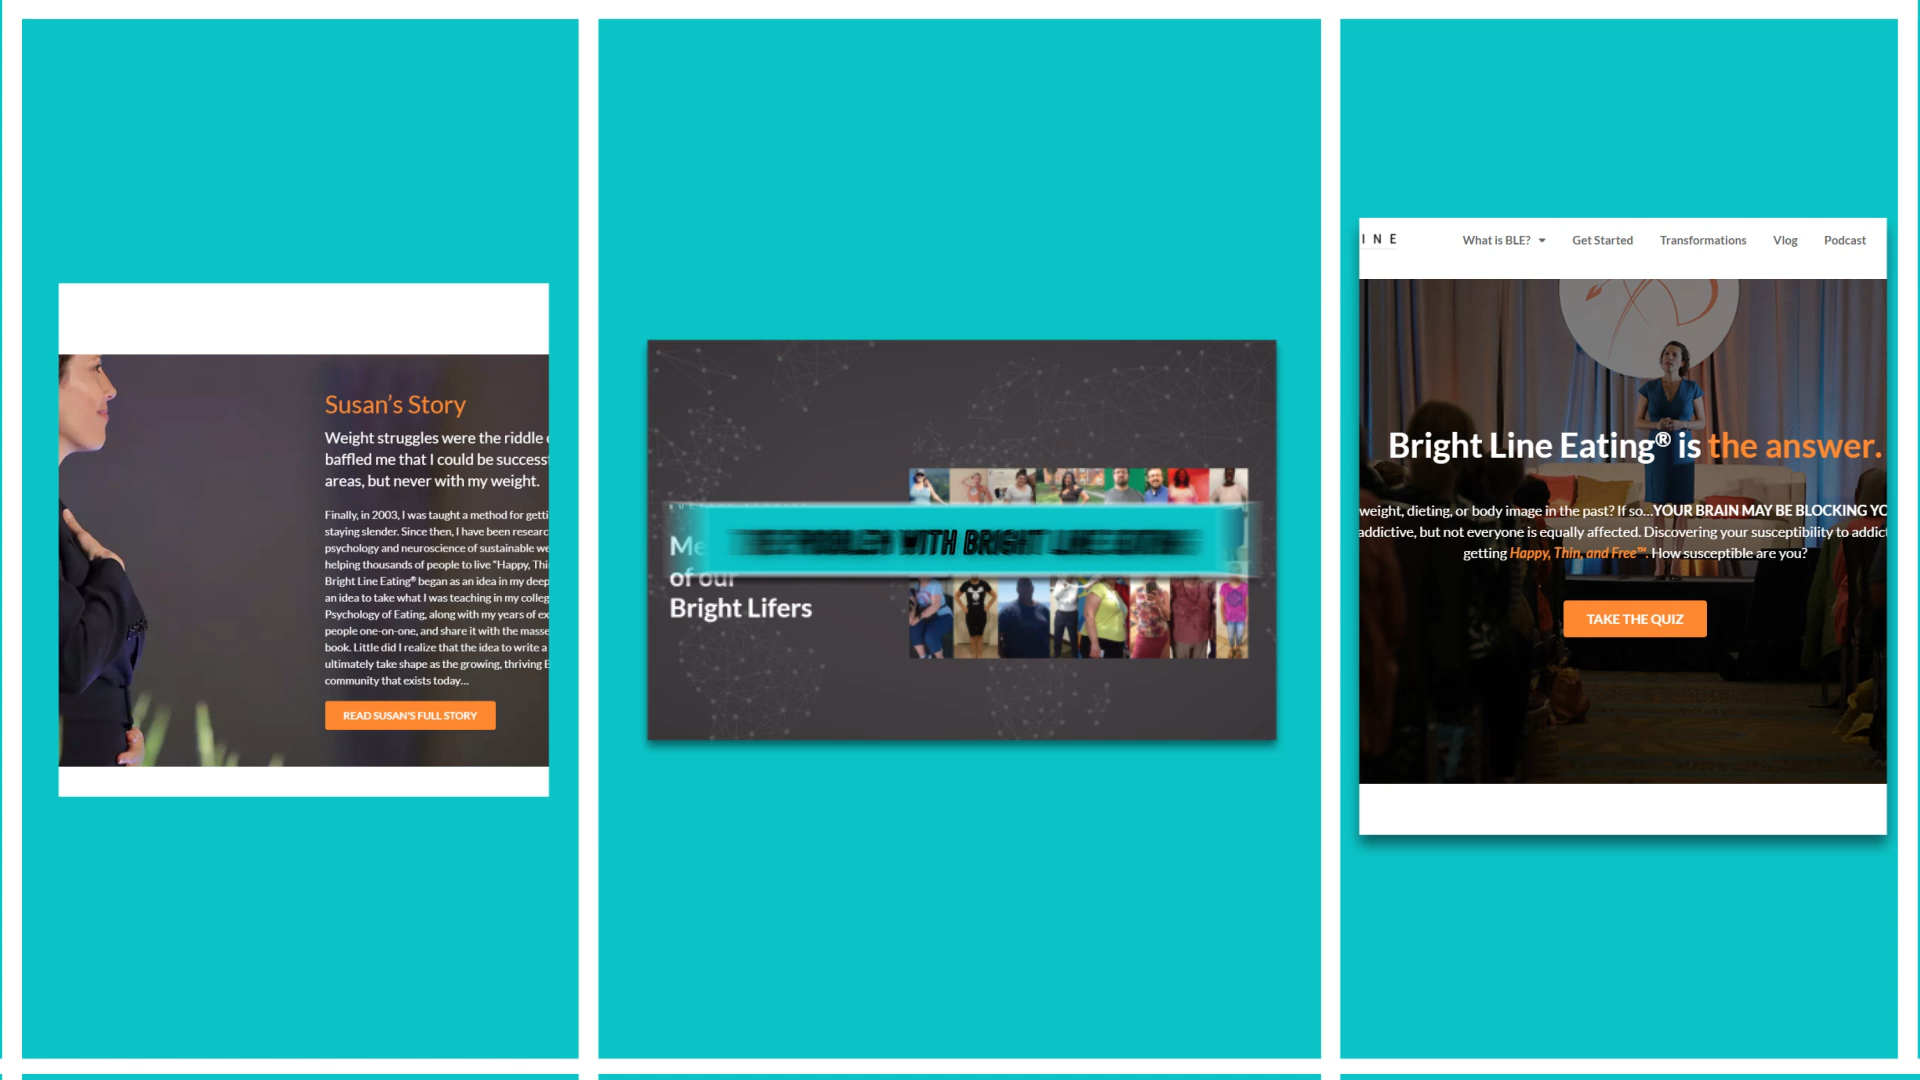 Susan's Story
Weight struggles were the riddle
baffled me that I could be success
areas, but never with my weight.
Finally, in 2003, I was taught a method for getti
staying slender. Since then, I have been researc
psychology and neuroscience of sustainable we
helping thousands of people to live "Happy, Thi
Bright Line Eating® began as an idea in my deep
an idea to take what I was teaching in my colleg
Psychology of Eating, along with my years of ex
people one-on-one, and share it with the masse
book. Little did I realize that the idea to write a
ultimately take shape as the growing, thriving
community that exists today...
READ SUSAN'S FULL STORY
WITH BRIGHT LINE EATING
Me
of our
Bright Lifers
INE
What is BLE? Get Started Transformations Vlog Podcast
Bright Line Eating® is the answer.
weight, dieting, or body image in the past? If so...YOUR BRAIN MAY BE BLOCKING YO
addictive, but not everyone is equally affected. Discovering your susceptibility to addict
getting Happy, Thin, and Free™. How susceptible are you?
TAKE THE QUIZ